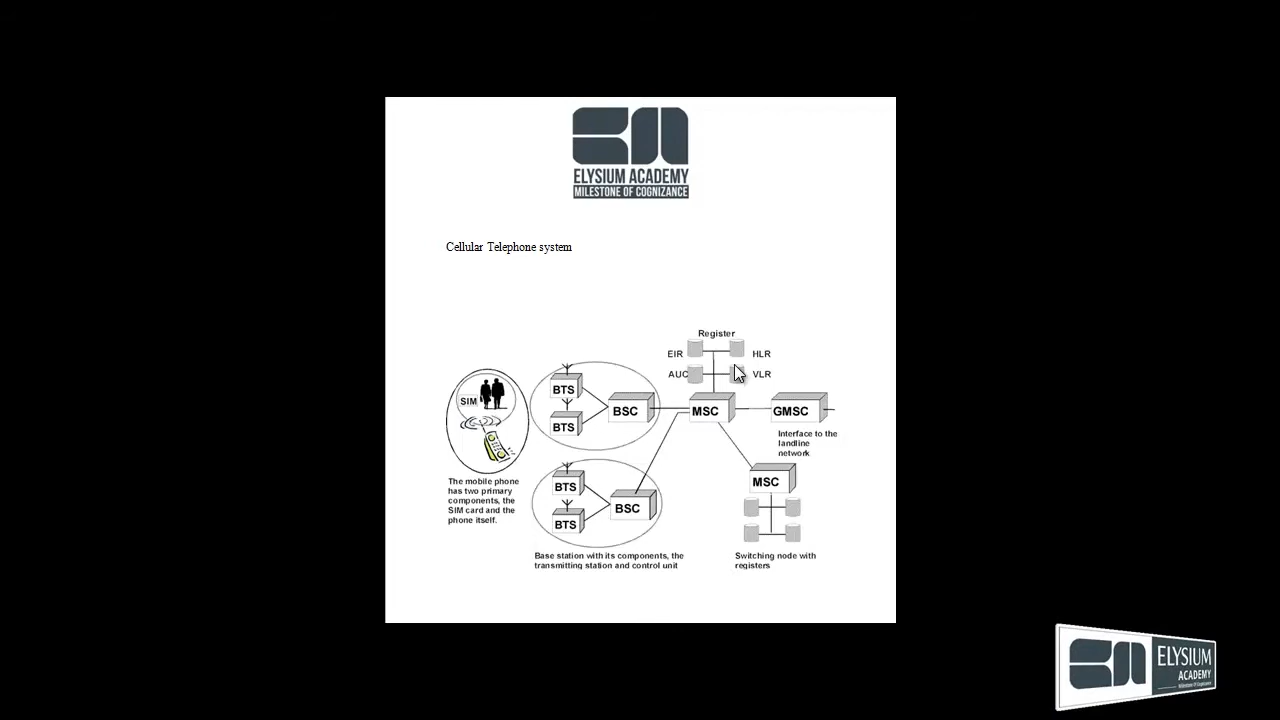 ELYSIUM ACADEMY
MILESTONE OF COGNIZANCE
Cellular Telephone system
Register
EIR
HLR
AUC
VLR
SIM
BTS
BTS
BSC
MSC
GMSC
Interface to the
landline
network
The mobile phone
has two primary
components, the
SIM card and the
phone itself.
BTS
BTS
BSC
MSC
Base station with its components, the
transmitting station and control unit
Switching node with
registers
ELYSIUM
ACADEMY
Milestone of Cognizance